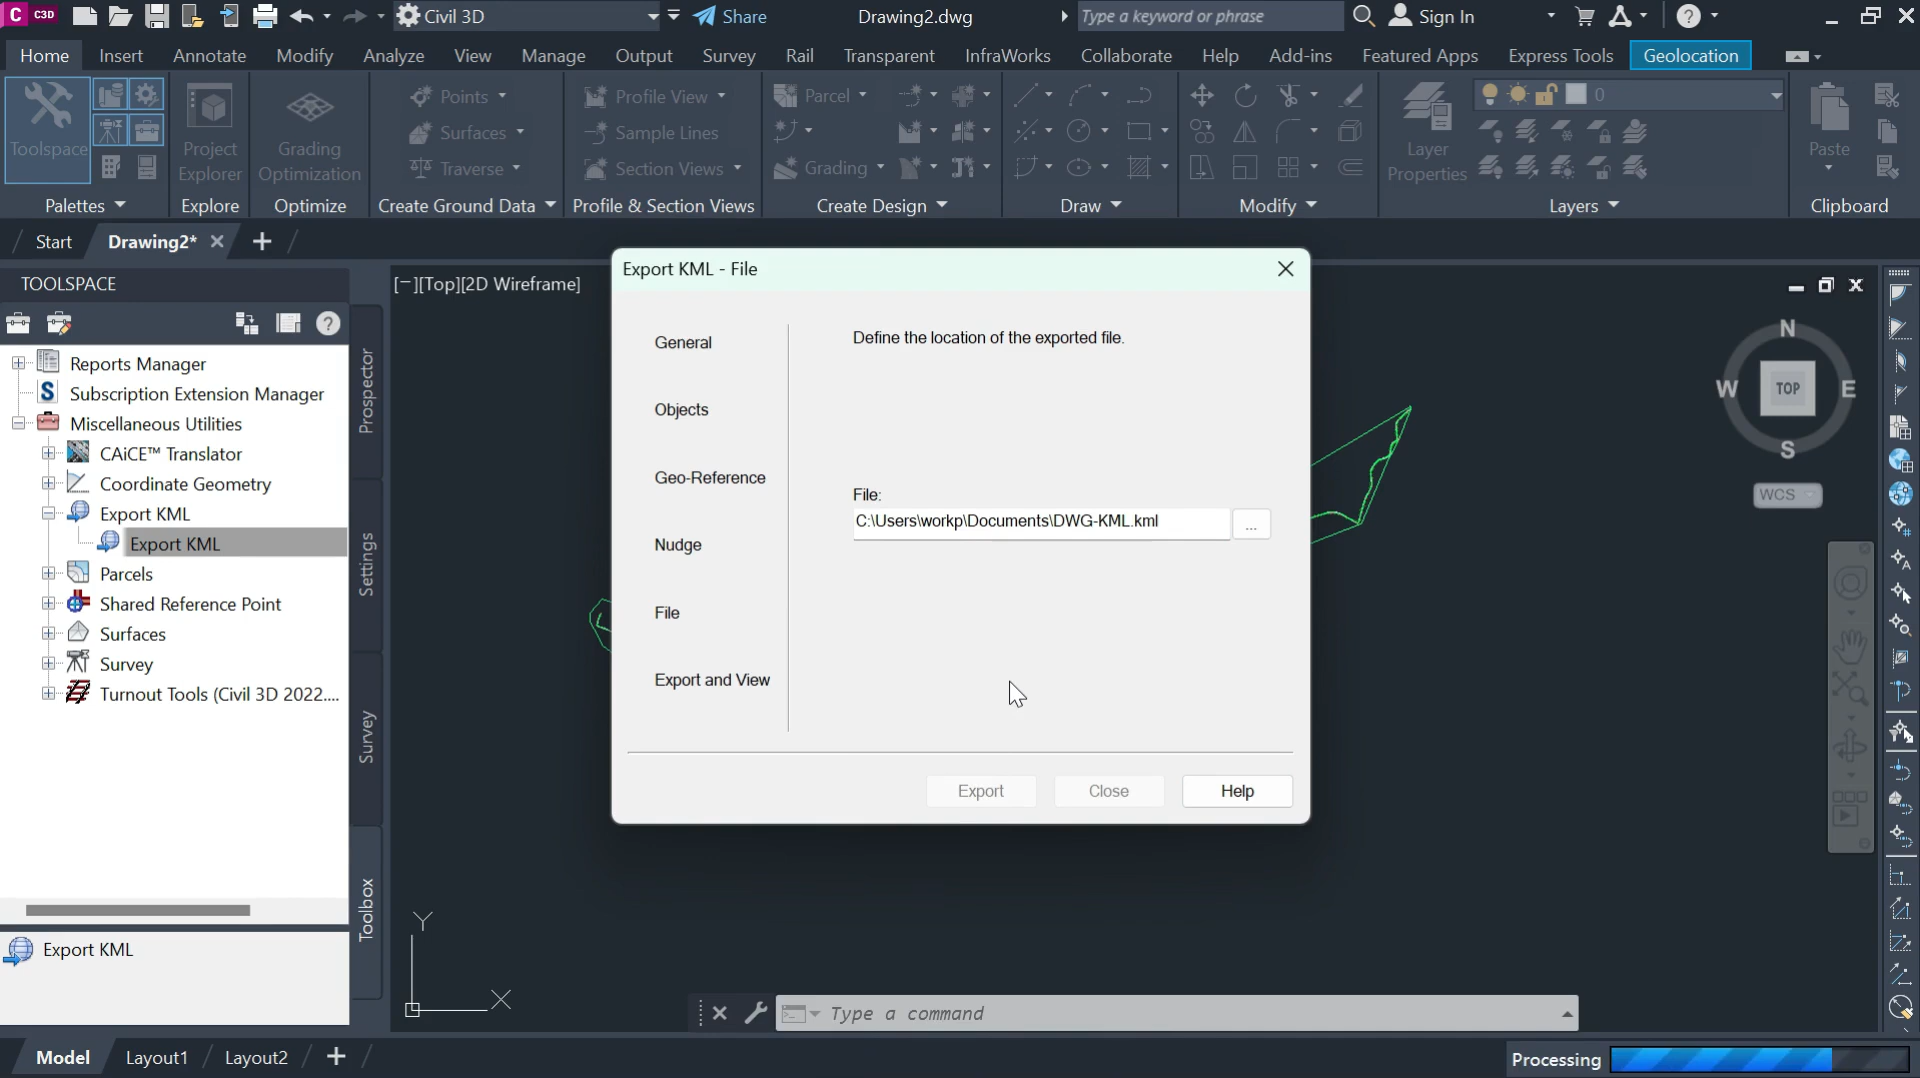 C C3D
Civil 3D
Share
Drawing2.dwg
Type a keyword or phrase
Sign In
Home
Insert
Annotate
Modify
Analyze
View
Manage
Output
Survey
Rail
Transparent
InfraWorks
Collaborate
Help
Add-ins
Featured Apps
Express Tools
Geolocation
Toolspace
Palettes
Project
Explorer
Explore
Grading
Optimization
Optimize
Points
Surfaces
Traverse
Create Ground Data
Profile View
Sample Lines
Section Views
Profile & Section Views
Parcel
Grading
Create Design
Draw
Modify
Layer
Properties
0
Layers
Paste
Clipboard
Start
Drawing2*
TOOLSPACE
Reports Manager
Subscription Extension Manager
Miscellaneous Utilities
CAiCE™ Translator
Coordinate Geometry
Export KML
Export KML
Parcels
Shared Reference Point
Surfaces
Survey
Turnout Tools (Civil 3D 2022....
Export KML
Prospector
Settings
Survey
Toolbox
[−][Top][2D Wireframe]
Export KML - File
General
Objects
Geo-Reference
Nudge
File
Export and View
Define the location of the exported file.
File:
C:\Users\workp\Documents\DWG-KML.kml
...
Export
Close
Help
N
W
TOP
E
S
WCS
Y
X
Type a command
Model
Layout1
Layout2
Processing